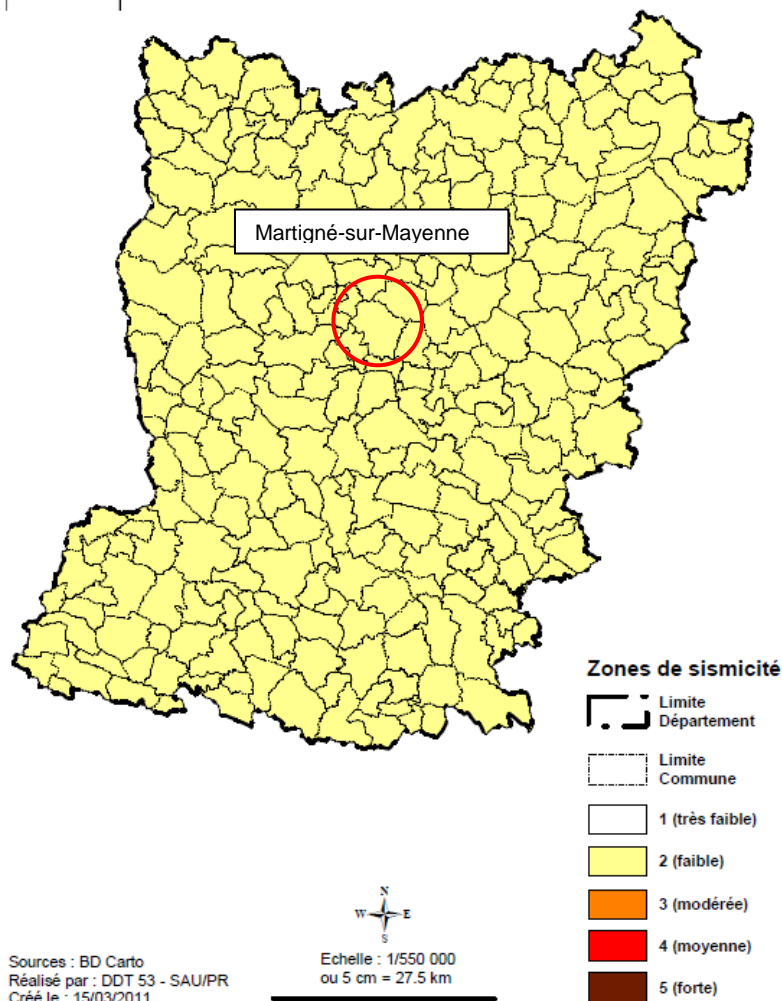 Martigné-sur-Mayenne
Zones de sismicité
Limite
Département
Limite
Commune
1 (très faible)
2 (faible)
3 (modérée)
4 (moyenne)
5 (forte)
N
W E
S
Echelle : 1/550 000
ou 5 cm = 27.5 km
Sources : BD Carto
Réalisé par : DDT 53 - SAU/PR
Créé le : 15/03/2011